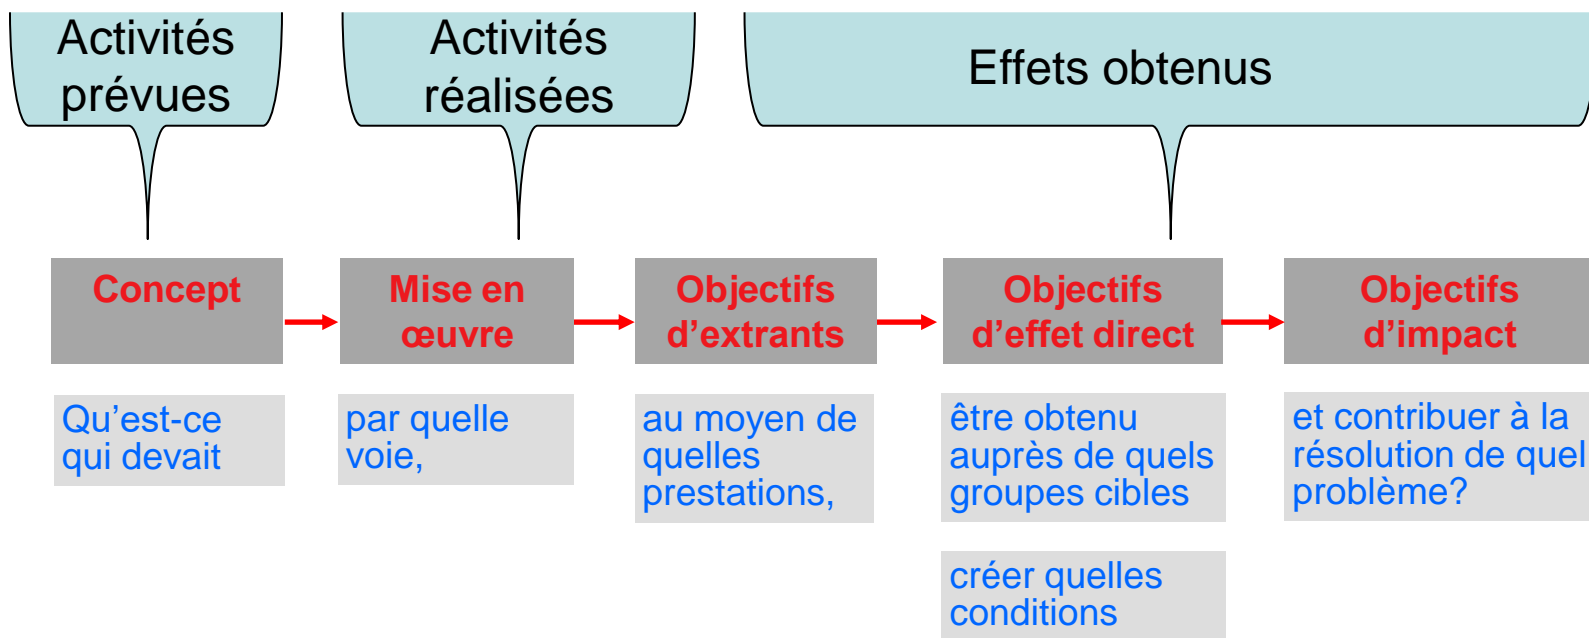 Activités
prévues
Activités
réalisées
Effets obtenus
Concept
Mise en
œuvre
Objectifs
d’extrants
Objectifs
d’effet direct
Objectifs
d’impact
Qu’est-ce
qui devait
par quelle
voie,
au moyen de
quelles
prestations,
être obtenu
auprès de quels
groupes cibles
créer quelles
conditions
et contribuer à la
résolution de quel
problème?